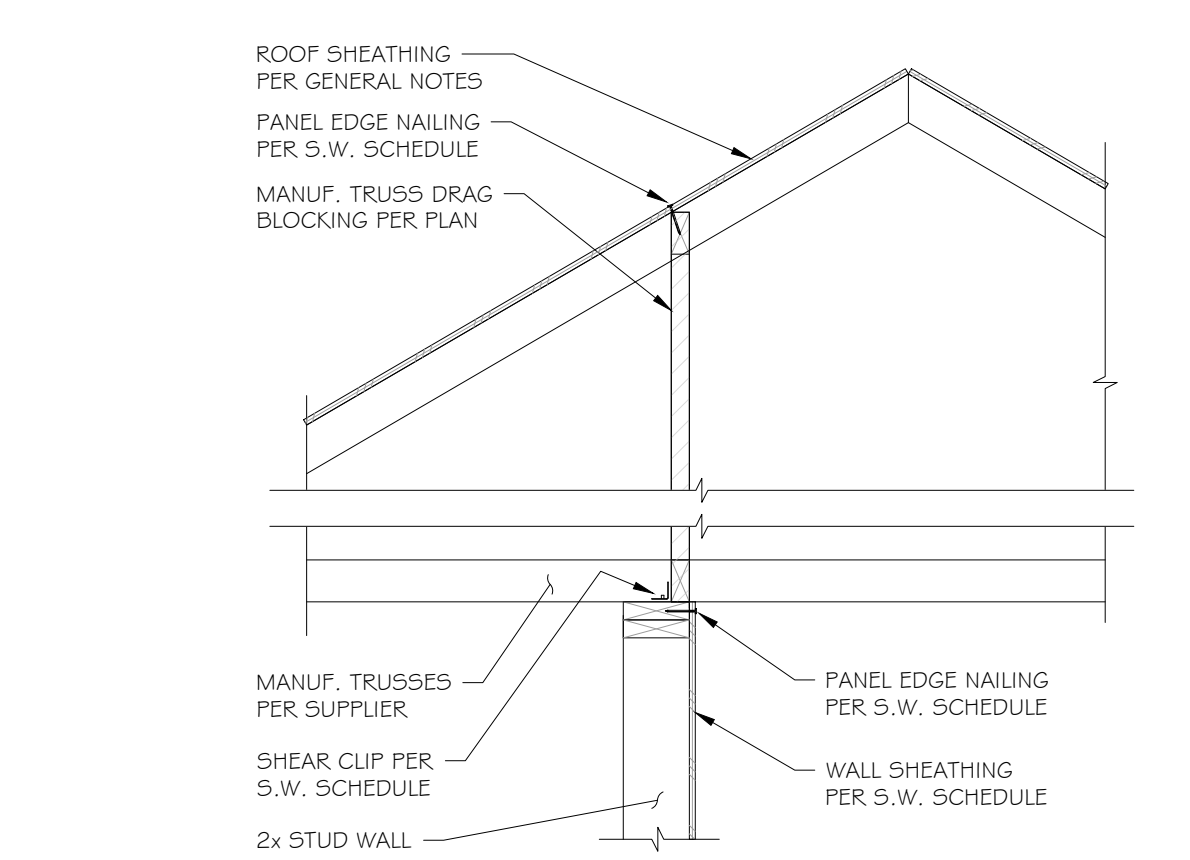 ROOF SHEATHING
PER GENERAL NOTES
PANEL EDGE NAILING
PER S.W. SCHEDULE
MANUF. TRUSS DRAG
BLOCKING PER PLAN
MANUF. TRUSSES
PER SUPPLIER
SHEAR CLIP PER
S.W. SCHEDULE
2x STUD WALL
PANEL EDGE NAILING
PER S.W. SCHEDULE
WALL SHEATHING
PER S.W. SCHEDULE